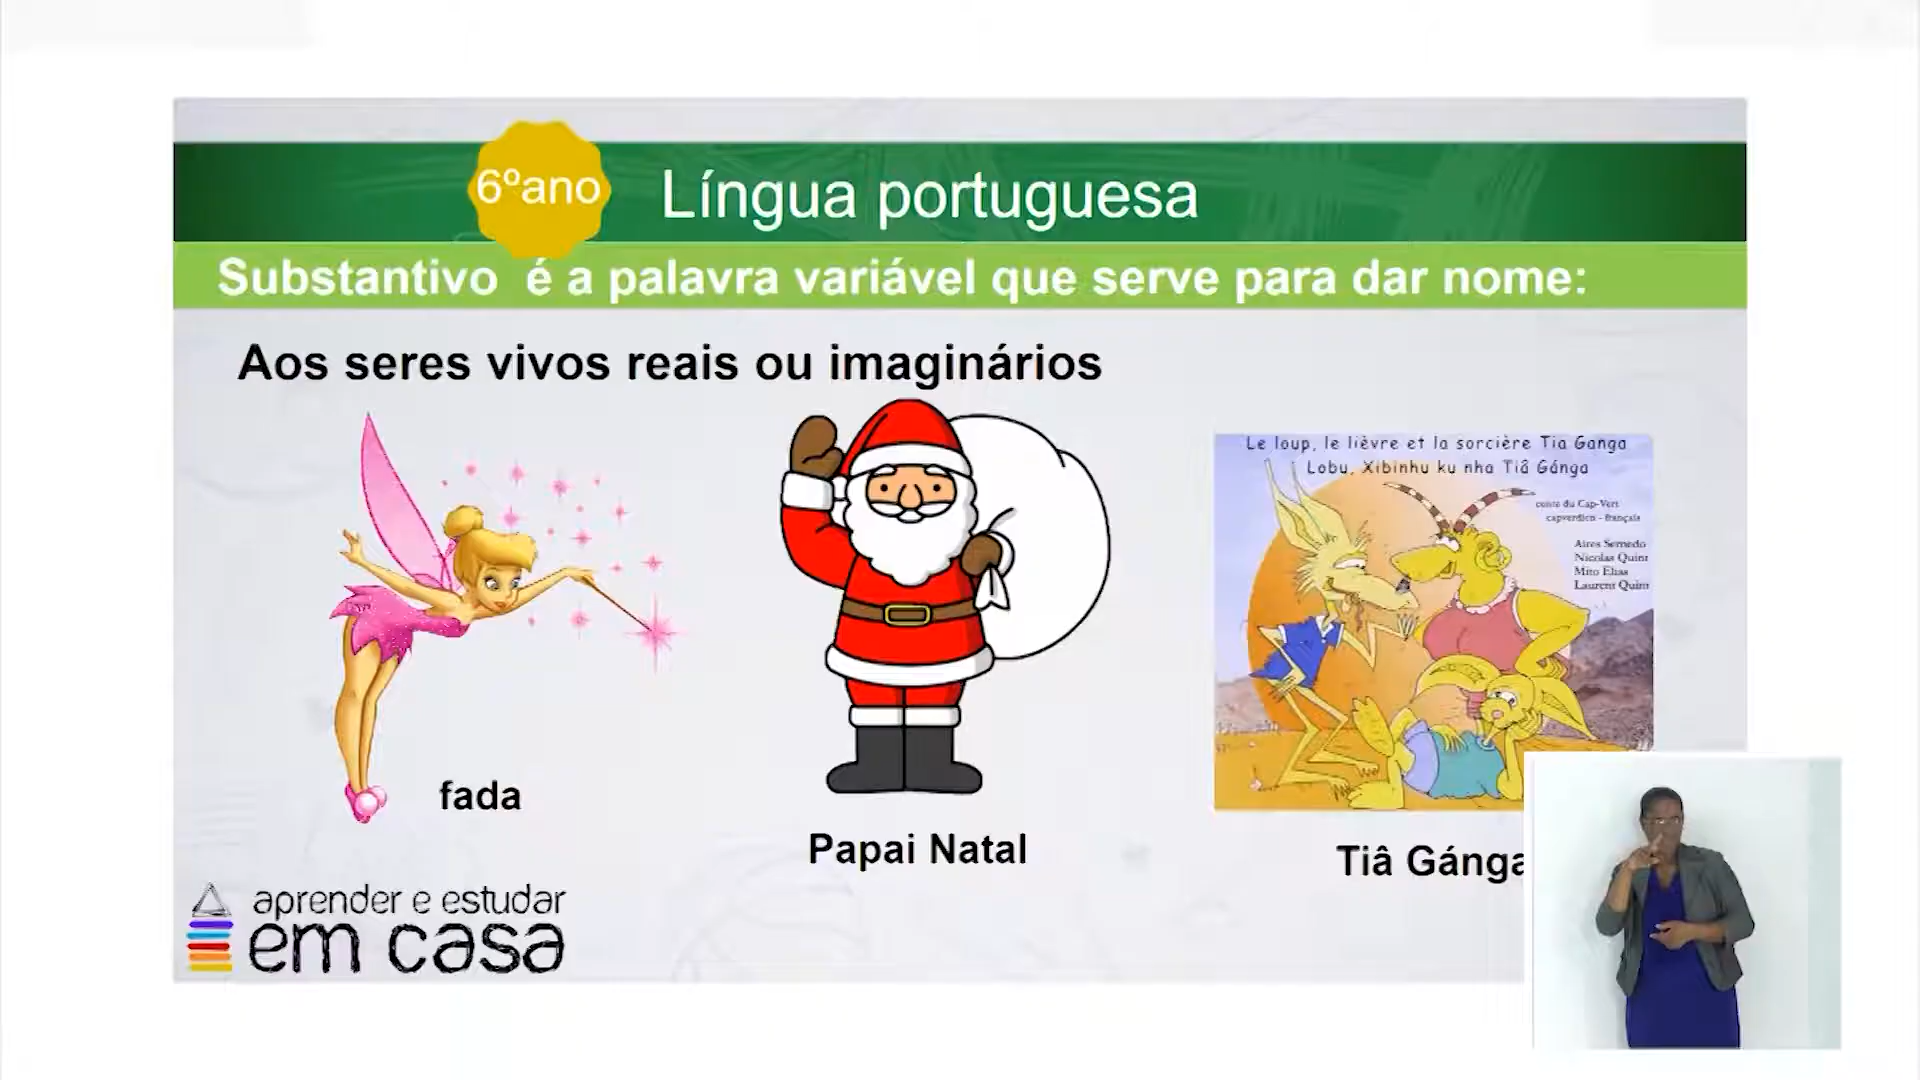 6ºano
Língua portuguesa
Substantivo é a palavra variável que serve para dar nome:
Aos seres vivos reais ou imaginários
Le loup, le lièvre et la sorcière Tia Ganga
Lobu, Xibinhu ku nha Tiâ Gánga
conte du Cap-Vert
capverdien - français
Aires Semedo
Nicolas Quint
Mito Elias
Laurent Quint
fada
Papai Natal
Tiâ Gánga
aprender e estudar
em casa